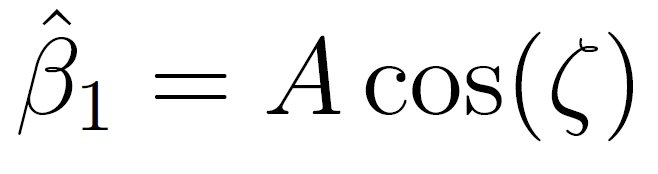 β̂₁ = A cos(ζ)